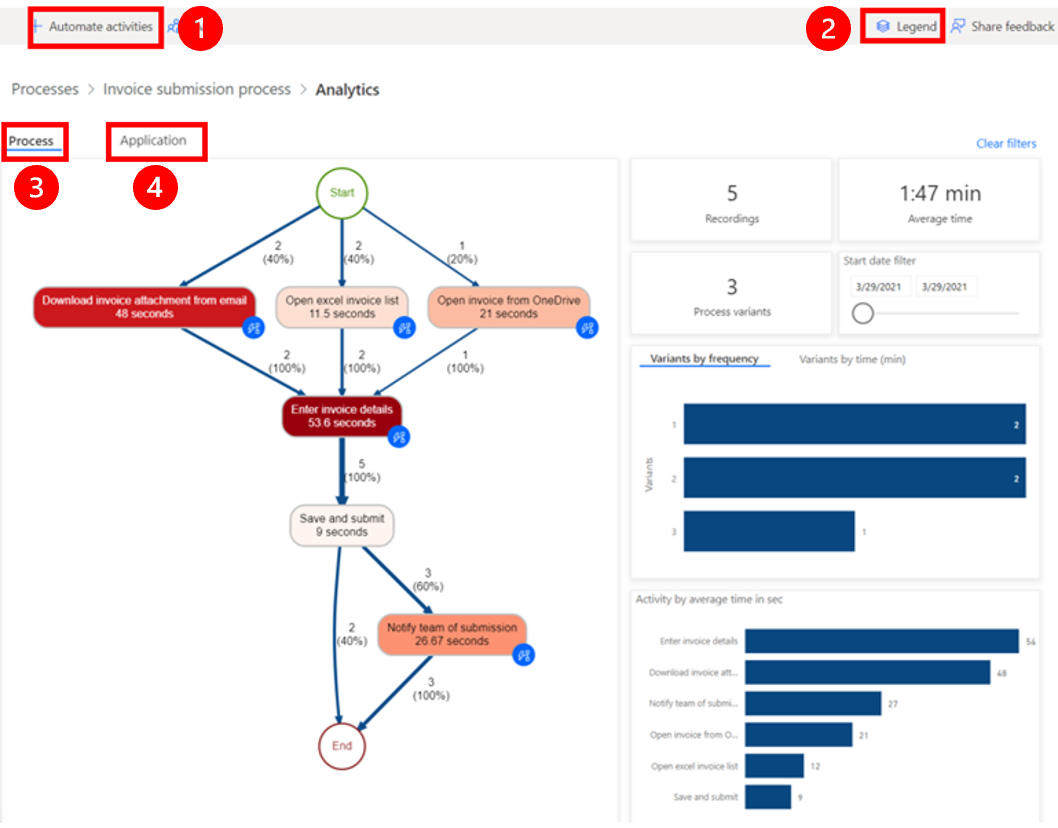 Automate activities
1
2
Legend
Share feedback
Processes > Invoice submission process > Analytics
Process
Application
3
4
Clear filters
Start
2
(40%)
2
(40%)
1
(20%)
Download invoice attachment from email
48 seconds
Open excel invoice list
11.5 seconds
Open invoice from OneDrive
21 seconds
2
(100%)
2
(100%)
1
(100%)
Enter invoice details
53.6 seconds
5
(100%)
Save and submit
9 seconds
3
(60%)
2
(40%)
Notify team of submission
26.67 seconds
3
(100%)
End
5
Recordings
1:47 min
Average time
3
Process variants
Start date filter
3/29/2021
3/29/2021
Variants by frequency
Variants by time (min)
Variants
1
2
2
2
3
1
Activity by average time in sec
Enter invoice details
54
Download invoice att...
48
Notify team of submi...
27
Open invoice from O...
21
Open excel invoice list
12
Save and submit
9